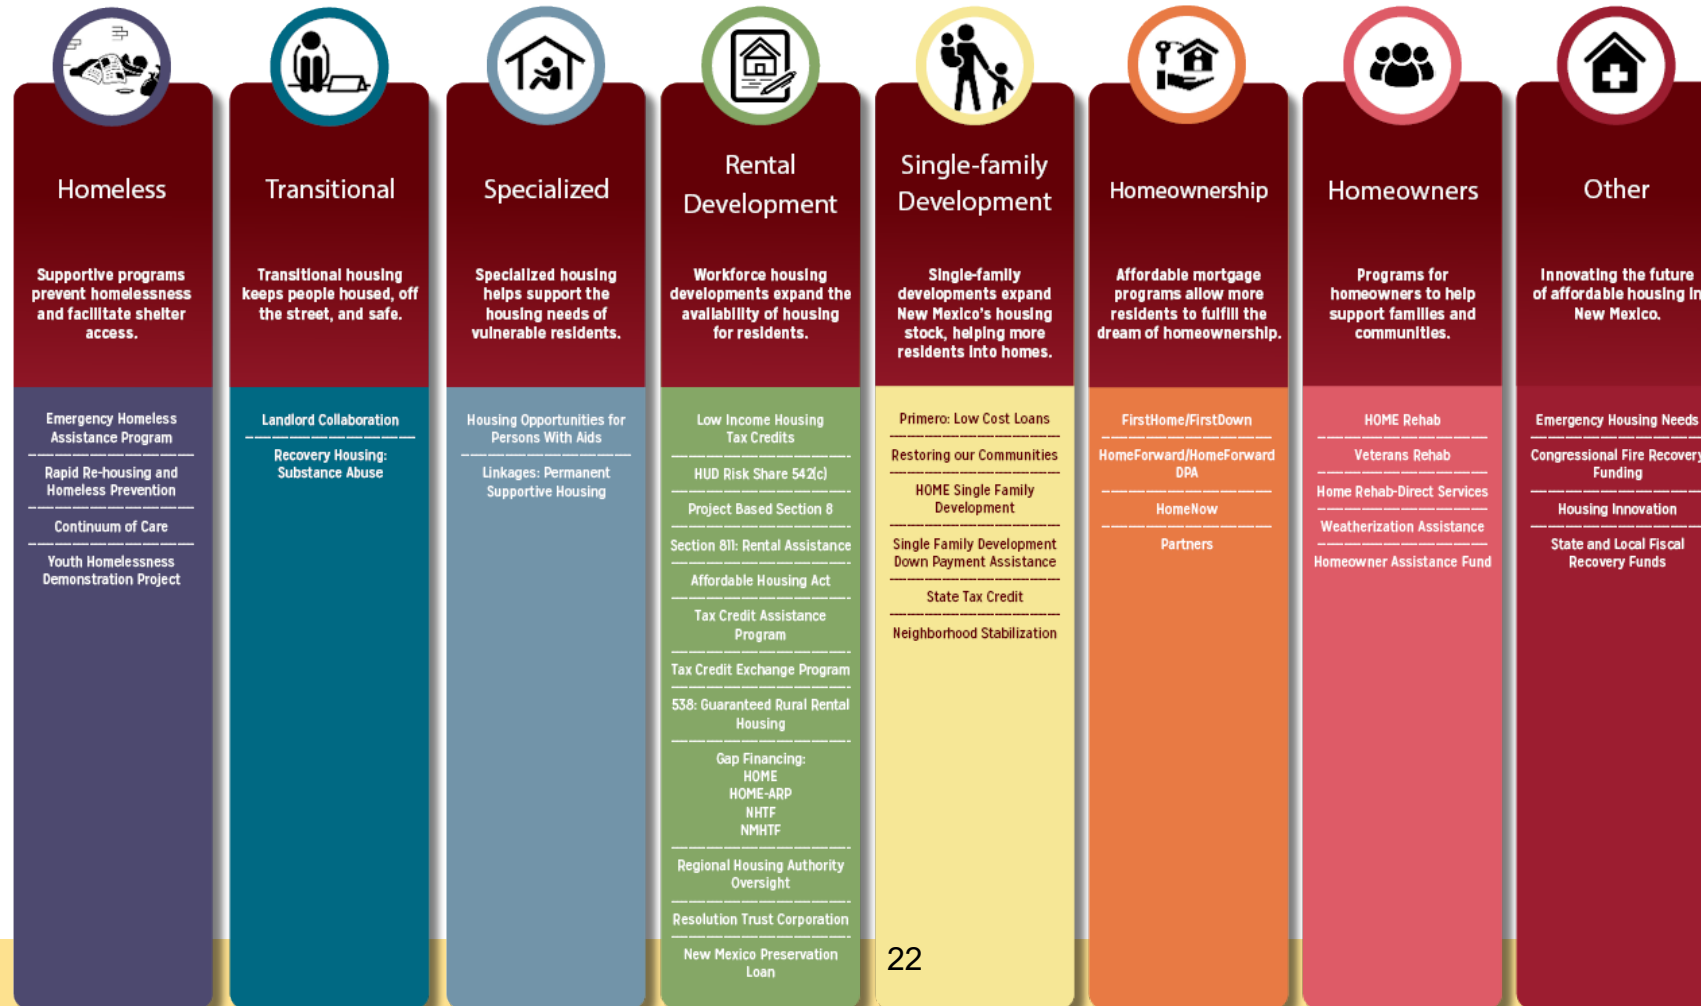 Homeless
Supportive programs
prevent homelessness
and facilitate shelter
access.
Emergency Homeless
Assistance Program
Rapid Re-housing and
Homeless Prevention
Continuum of Care
Youth Homelessness
Demonstration Project
Transitional
Transitional housing
keeps people housed, off
the street, and safe.
Landlord Collaboration
Recovery Housing:
Substance Abuse
Specialized
Specialized housing
helps support the
housing needs of
vulnerable residents.
Housing Opportunities for
Persons With Aids
Linkages: Permanent
Supportive Housing
Rental
Development
Workforce housing
developments expand the
availability of housing
for residents.
Low Income Housing
Tax Credits
HUD Risk Share 542(c)
Project Based Section 8
Section 811: Rental Assistance
Affordable Housing Act
Tax Credit Assistance
Program
Tax Credit Exchange Program
538: Guaranteed Rural Rental
Housing
Gap Financing:
HOME
HOME-ARP
NHTF
NMHTF
Regional Housing Authority
Oversight
Resolution Trust Corporation
New Mexico Preservation
Loan
Single-family
Development
Single-family
developments expand
New Mexico's housing
stock, helping more
residents into homes.
Primero: Low Cost Loans
Restoring our Communities
HOME Single Family
Development
Single Family Development
Down Payment Assistance
State Tax Credit
Neighborhood Stabilization
22
Homeownership
Affordable mortgage
programs allow more
residents to fulfill the
dream of homeownership.
FirstHome/FirstDown
HomeForward/HomeForward
DPA
HomeNow
Partners
Homeowners
Programs for
homeowners to help
support families and
communities.
HOME Rehab
Veterans Rehab
Home Rehab-Direct Services
Weatherization Assistance
Homeowner Assistance Fund
Other
Innovating the future
of affordable housing in
New Mexico.
Emergency Housing Needs
Congressional Fire Recovery
Funding
Housing Innovation
State and Local Fiscal
Recovery Funds